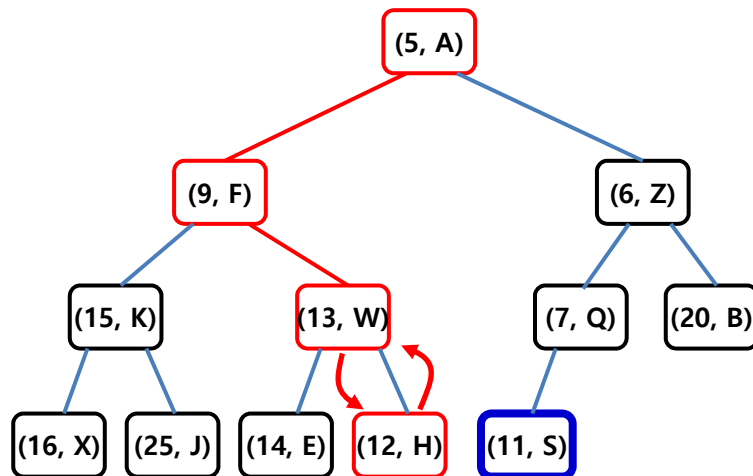 (5, A)
(9, F)
(6, Z)
(15, K)
(13, W)
(7, Q)
(20, B)
(16, X)
(25, J)
(14, E)
(12, H)
(11, S)